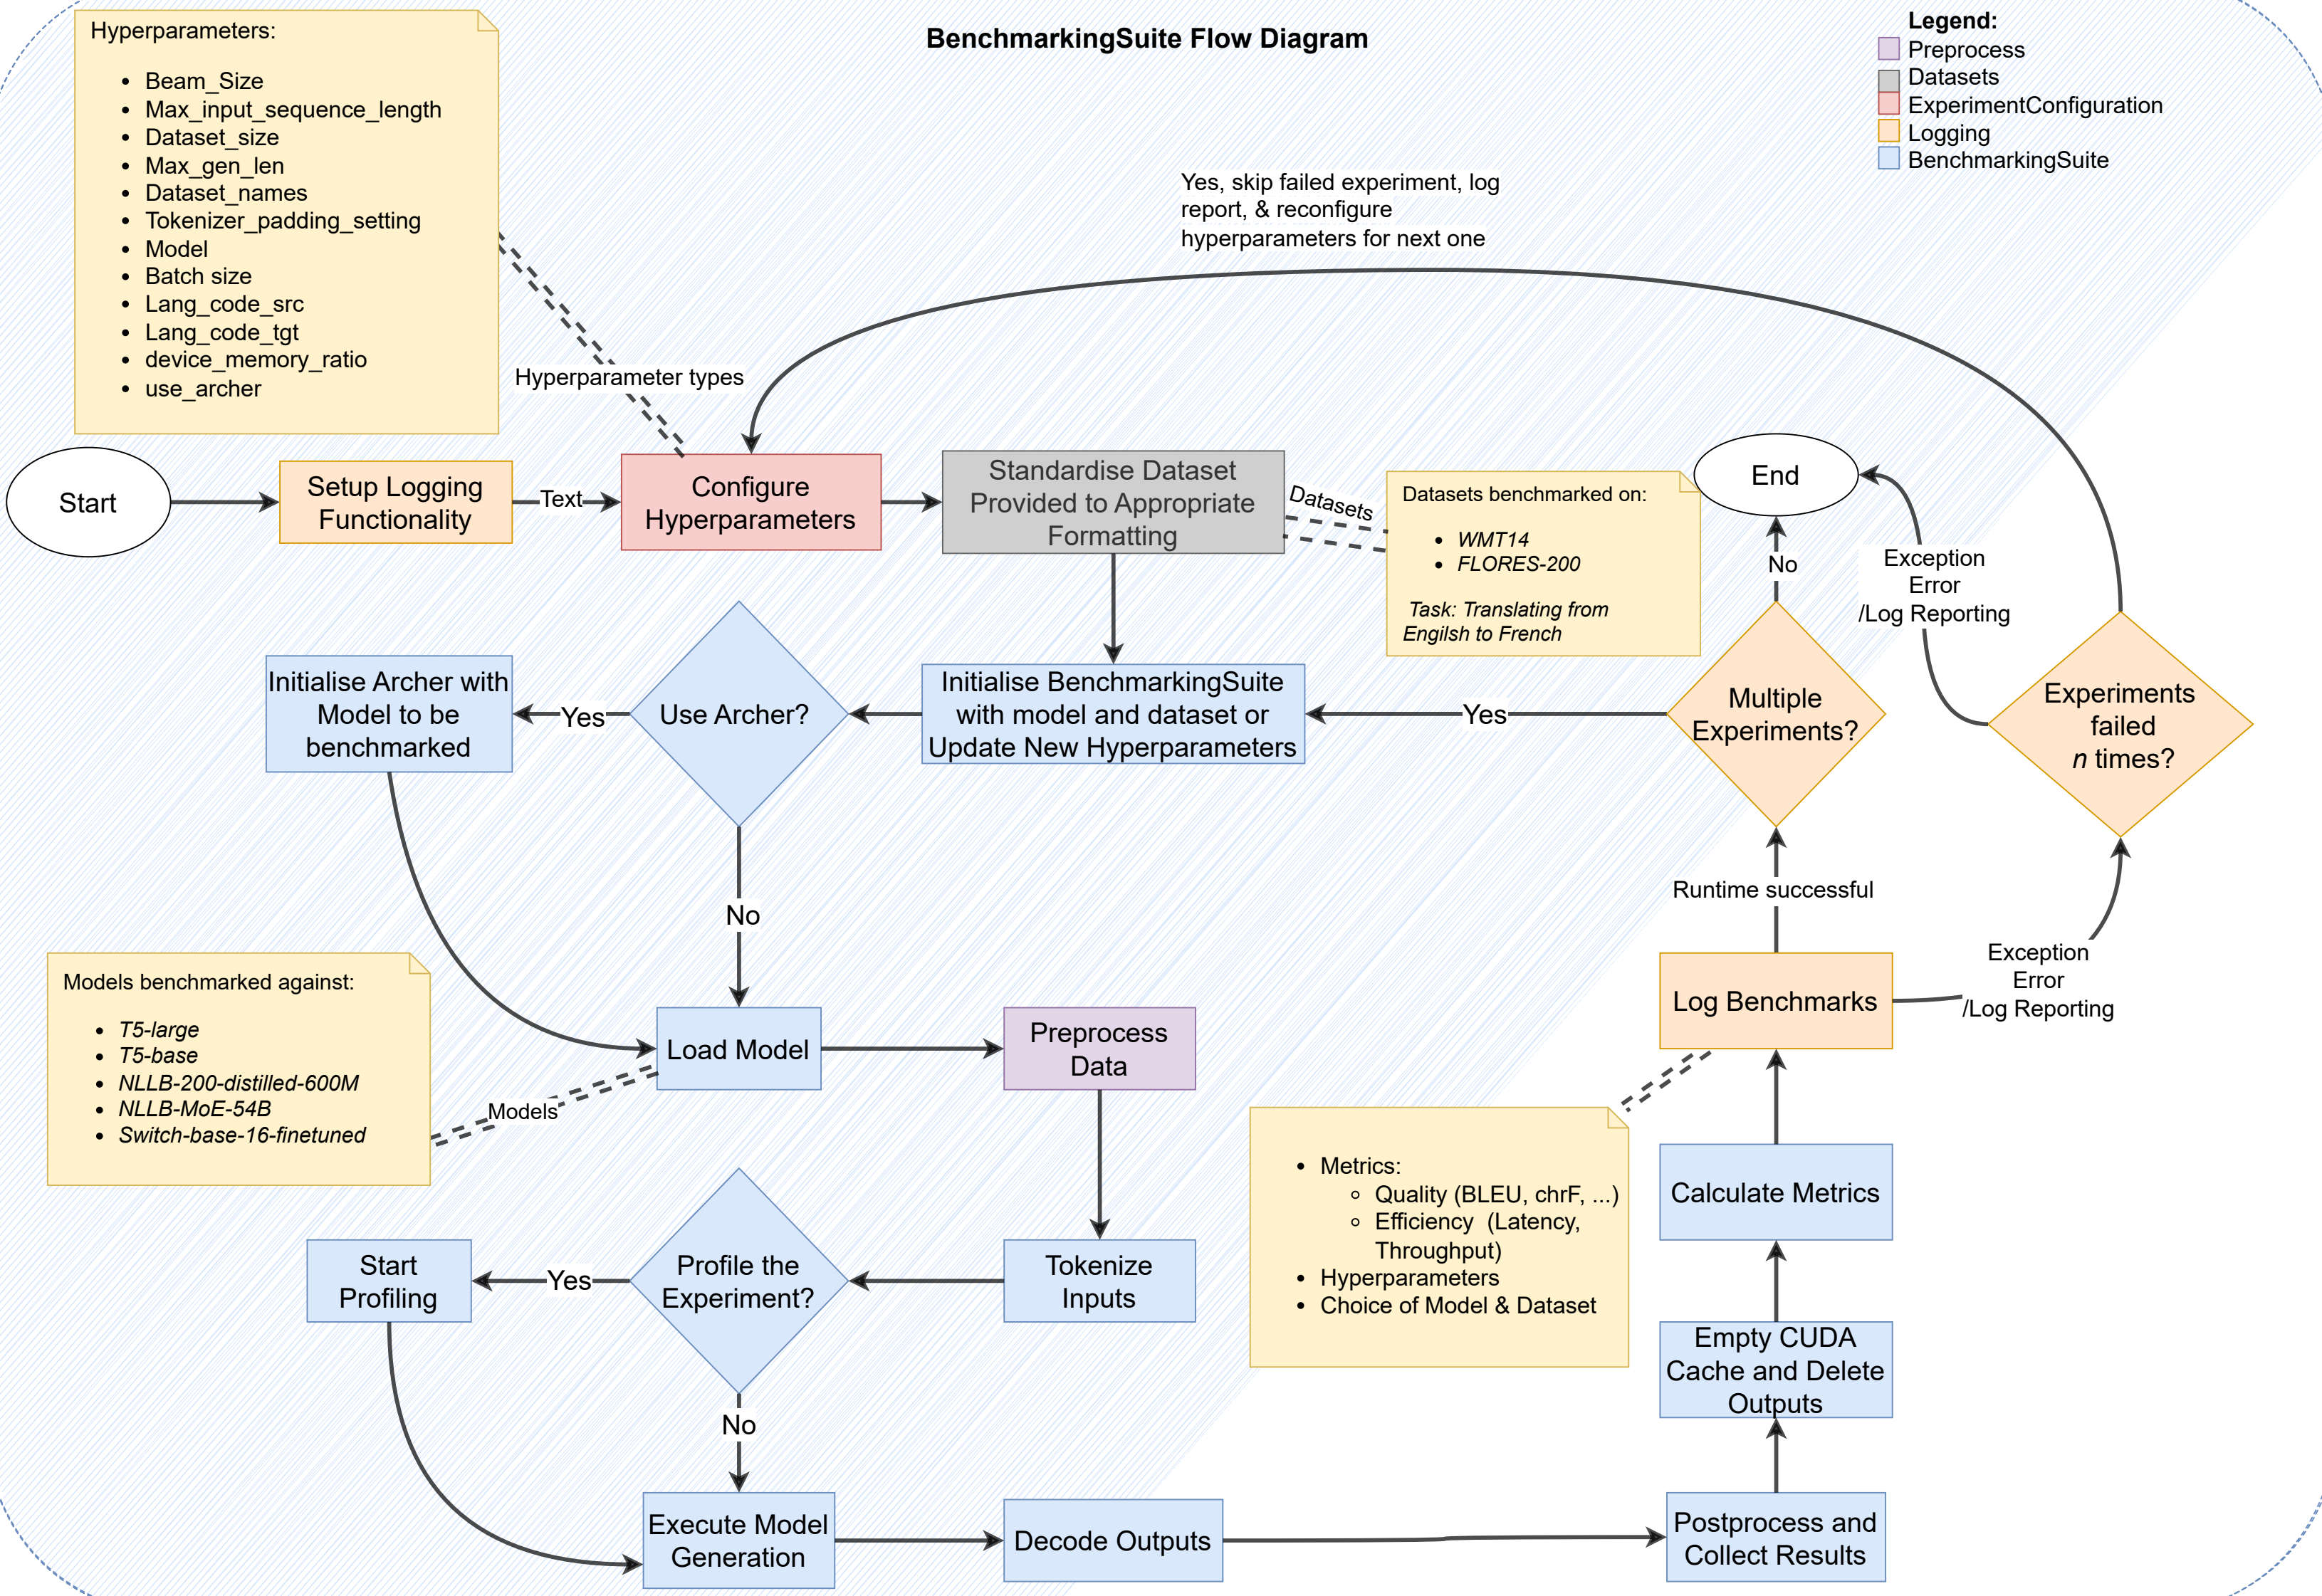 BenchmarkingSuite Flow Diagram
Legend:
Preprocess
Datasets
ExperimentConfiguration
Logging
BenchmarkingSuite
Hyperparameters:
Beam_Size
Max_input_sequence_length
Dataset_size
Max_gen_len
Dataset_names
Tokenizer_padding_setting
Model
Batch size
Lang_code_src
Lang_code_tgt
device_memory_ratio
use_archer
Yes, skip failed experiment, log
report, & reconfigure
hyperparameters for next one
Hyperparameter types
Start
Setup Logging
Functionality
Text
Configure
Hyperparameters
Standardise Dataset
Provided to Appropriate
Formatting
Datasets
Datasets benchmarked on:
WMT14
FLORES-200
Task: Translating from
Engilsh to French
End
No
Exception
Error
/Log Reporting
Initialise Archer with
Model to be
benchmarked
Yes
Use Archer?
Initialise BenchmarkingSuite
with model and dataset or
Update New Hyperparameters
Yes
Multiple
Experiments?
Experiments
failed
n times?
No
Runtime successful
Models benchmarked against:
T5-large
T5-base
NLLB-200-distilled-600M
NLLB-MoE-54B
Switch-base-16-finetuned
Models
Load Model
Preprocess
Data
Log Benchmarks
Exception
Error
/Log Reporting
Metrics:
Quality (BLEU, chrF, ...)
Efficiency (Latency,
Throughput)
Hyperparameters
Choice of Model & Dataset
Calculate Metrics
Start
Profiling
Yes
Profile the
Experiment?
Tokenize
Inputs
Empty CUDA
Cache and Delete
Outputs
No
Execute Model
Generation
Decode Outputs
Postprocess and
Collect Results